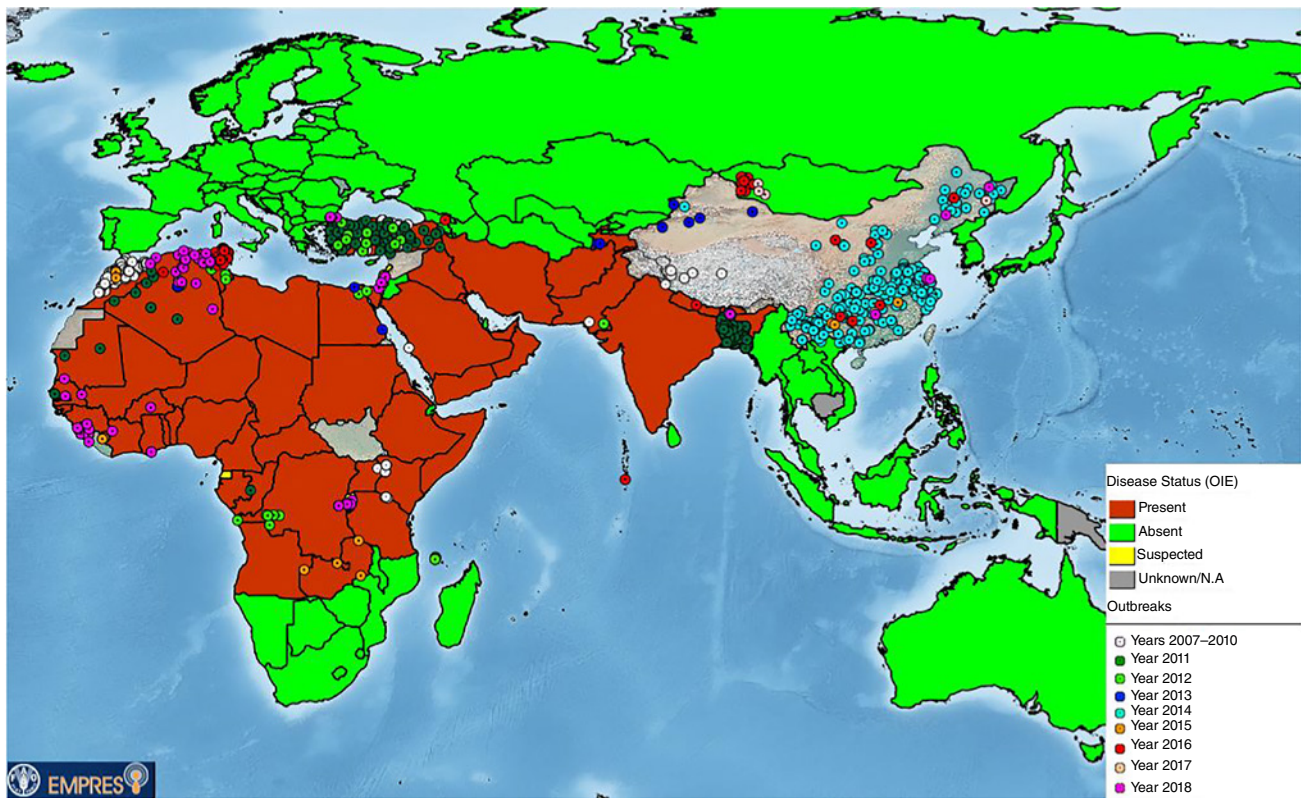 Disease Status (OIE)
Present
Absent
Suspected
Unknown/N.A
Outbreaks
Years 2007–2010
Year 2011
Year 2012
Year 2013
Year 2014
Year 2015
Year 2016
Year 2017
Year 2018
EMPRES